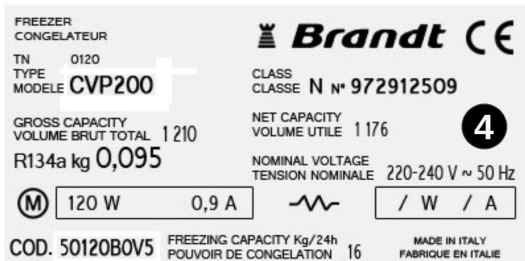 FREEZER
CONGELATEUR
Brandt CE
TN 0120
TYPE
MODELE CVP200
CLASS
CLASSE N N° 972912509
GROSS CAPACITY
VOLUME BRUT TOTAL 1 210
NET CAPACITY
VOLUME UTILE 1 176
4
R134a kg 0,095
NOMINAL VOLTAGE
TENSION NOMINALE 220-240 V ~ 50 Hz
M 120 W 0,9 A / W / A
COD. 50120B0V5
FREEZING CAPACITY Kg/24h
POUVOIR DE CONGELATION 16
MADE IN ITALY
FABRIQUE EN ITALIE